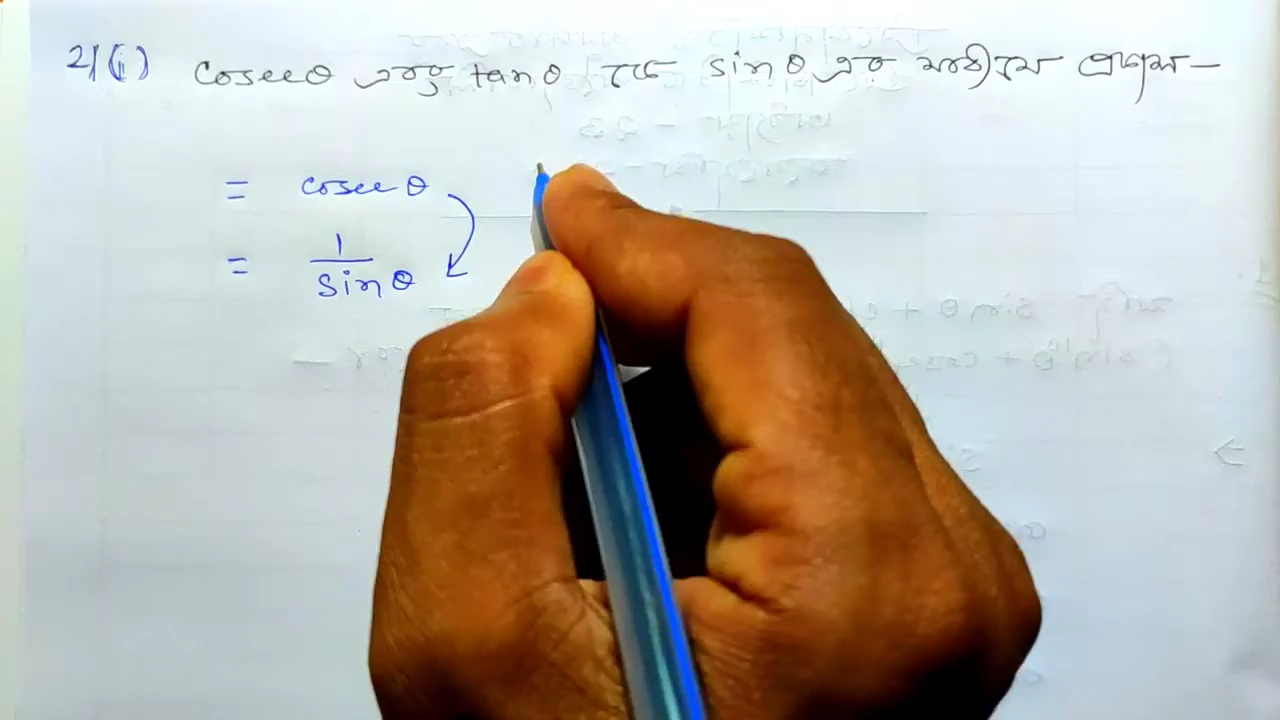 2|(i) cosecθ এবং tanθ কে sinθ এর মাধ্যমে প্রকাশ –
= cosecθ
= 1/sinθ